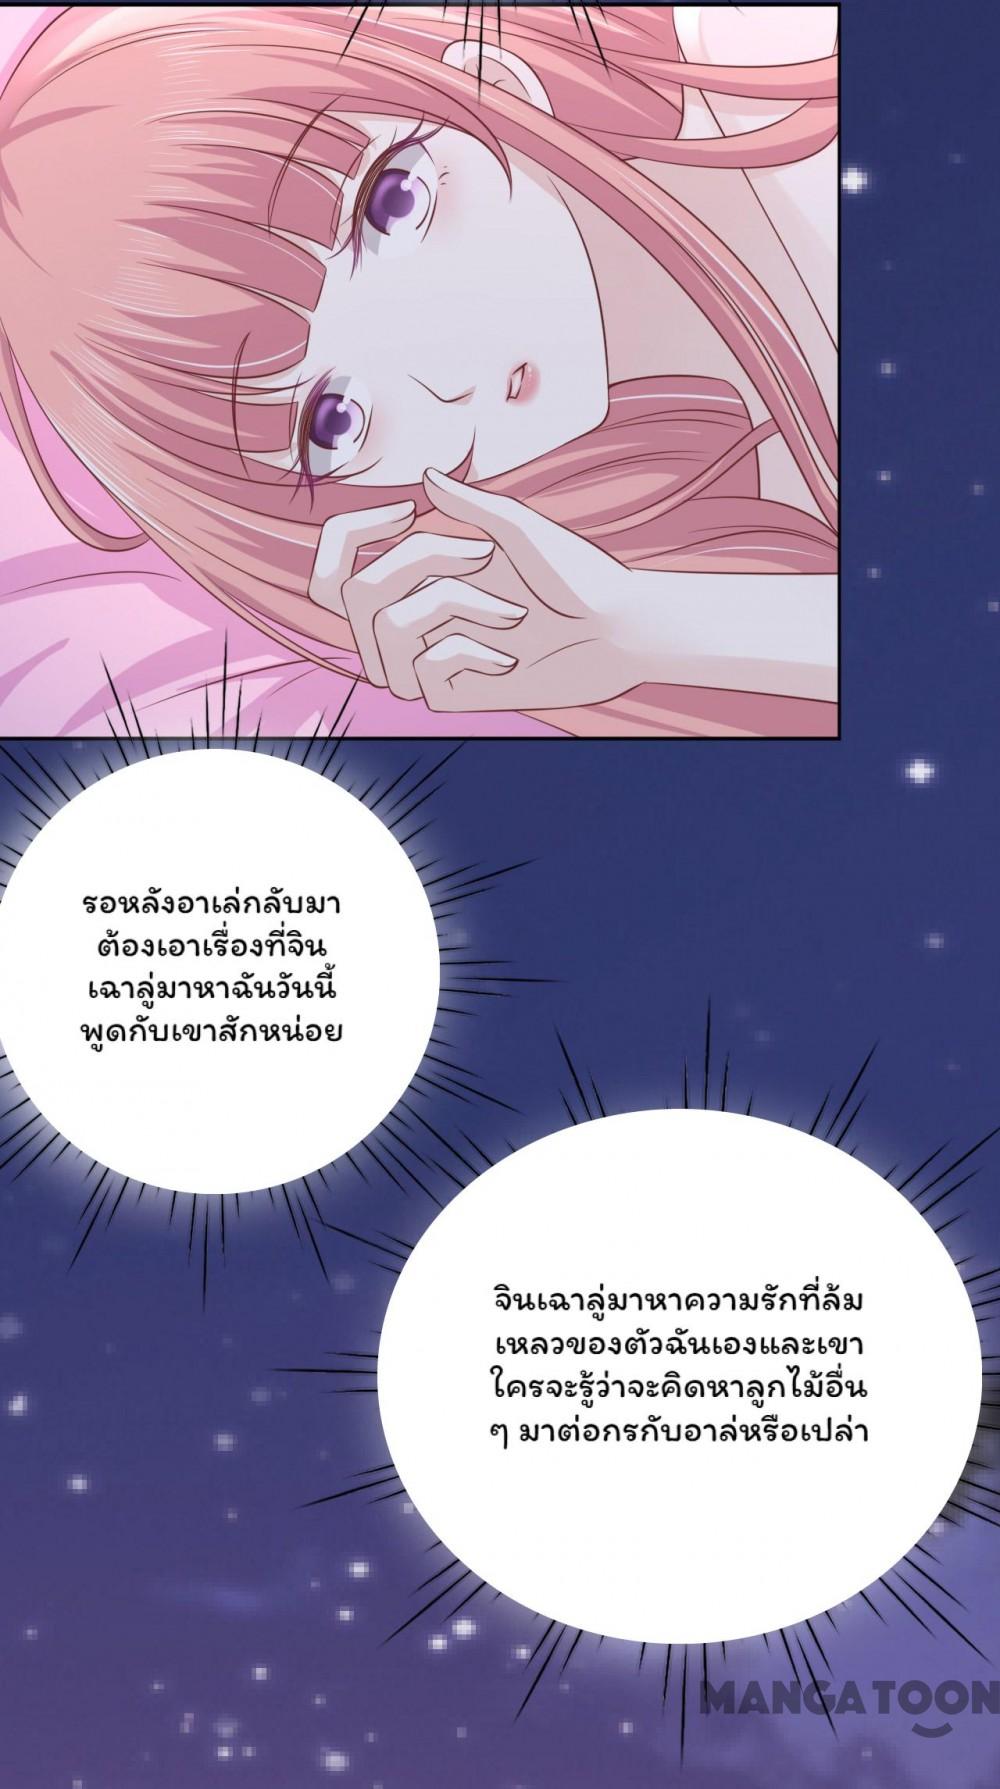 รอหลังอาเล่กลับมา
ต้องเอาเรื่องที่จิน
เฉาลู่มาหาฉันวันนี้
พูดกับเขาสักหน่อย
จินเฉาลู่มาหาความรักที่ล้ม
เหลวของตัวฉันเองและเขา
ใครจะรู้ว่าจะคิดหาลูกไม้อื่น
ๆ มาต่อกรกับอาล่หรือเปล่า
MANGA TOON